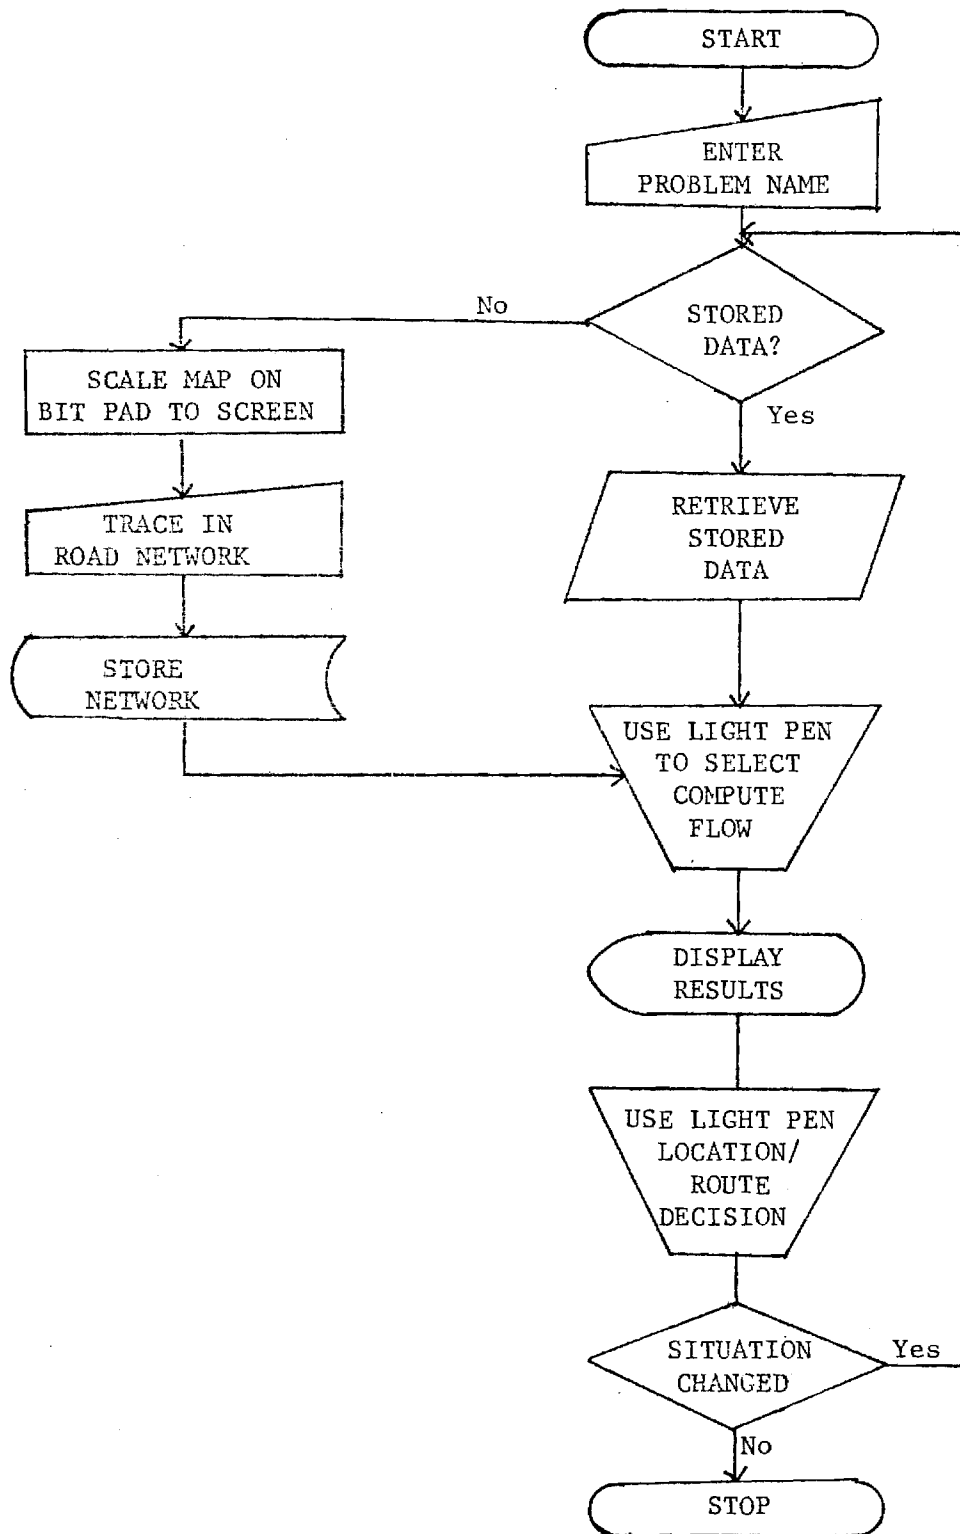 START
ENTER
PROBLEM NAME
No
STORED
DATA?
Yes
SCALE MAP ON
BIT PAD TO SCREEN
TRACE IN
ROAD NETWORK
STORE
NETWORK
RETRIEVE
STORED
DATA
USE LIGHT PEN
TO SELECT
COMPUTE
FLOW
DISPLAY
RESULTS
USE LIGHT PEN
LOCATION/
ROUTE
DECISION
SITUATION
CHANGED
Yes
No
STOP